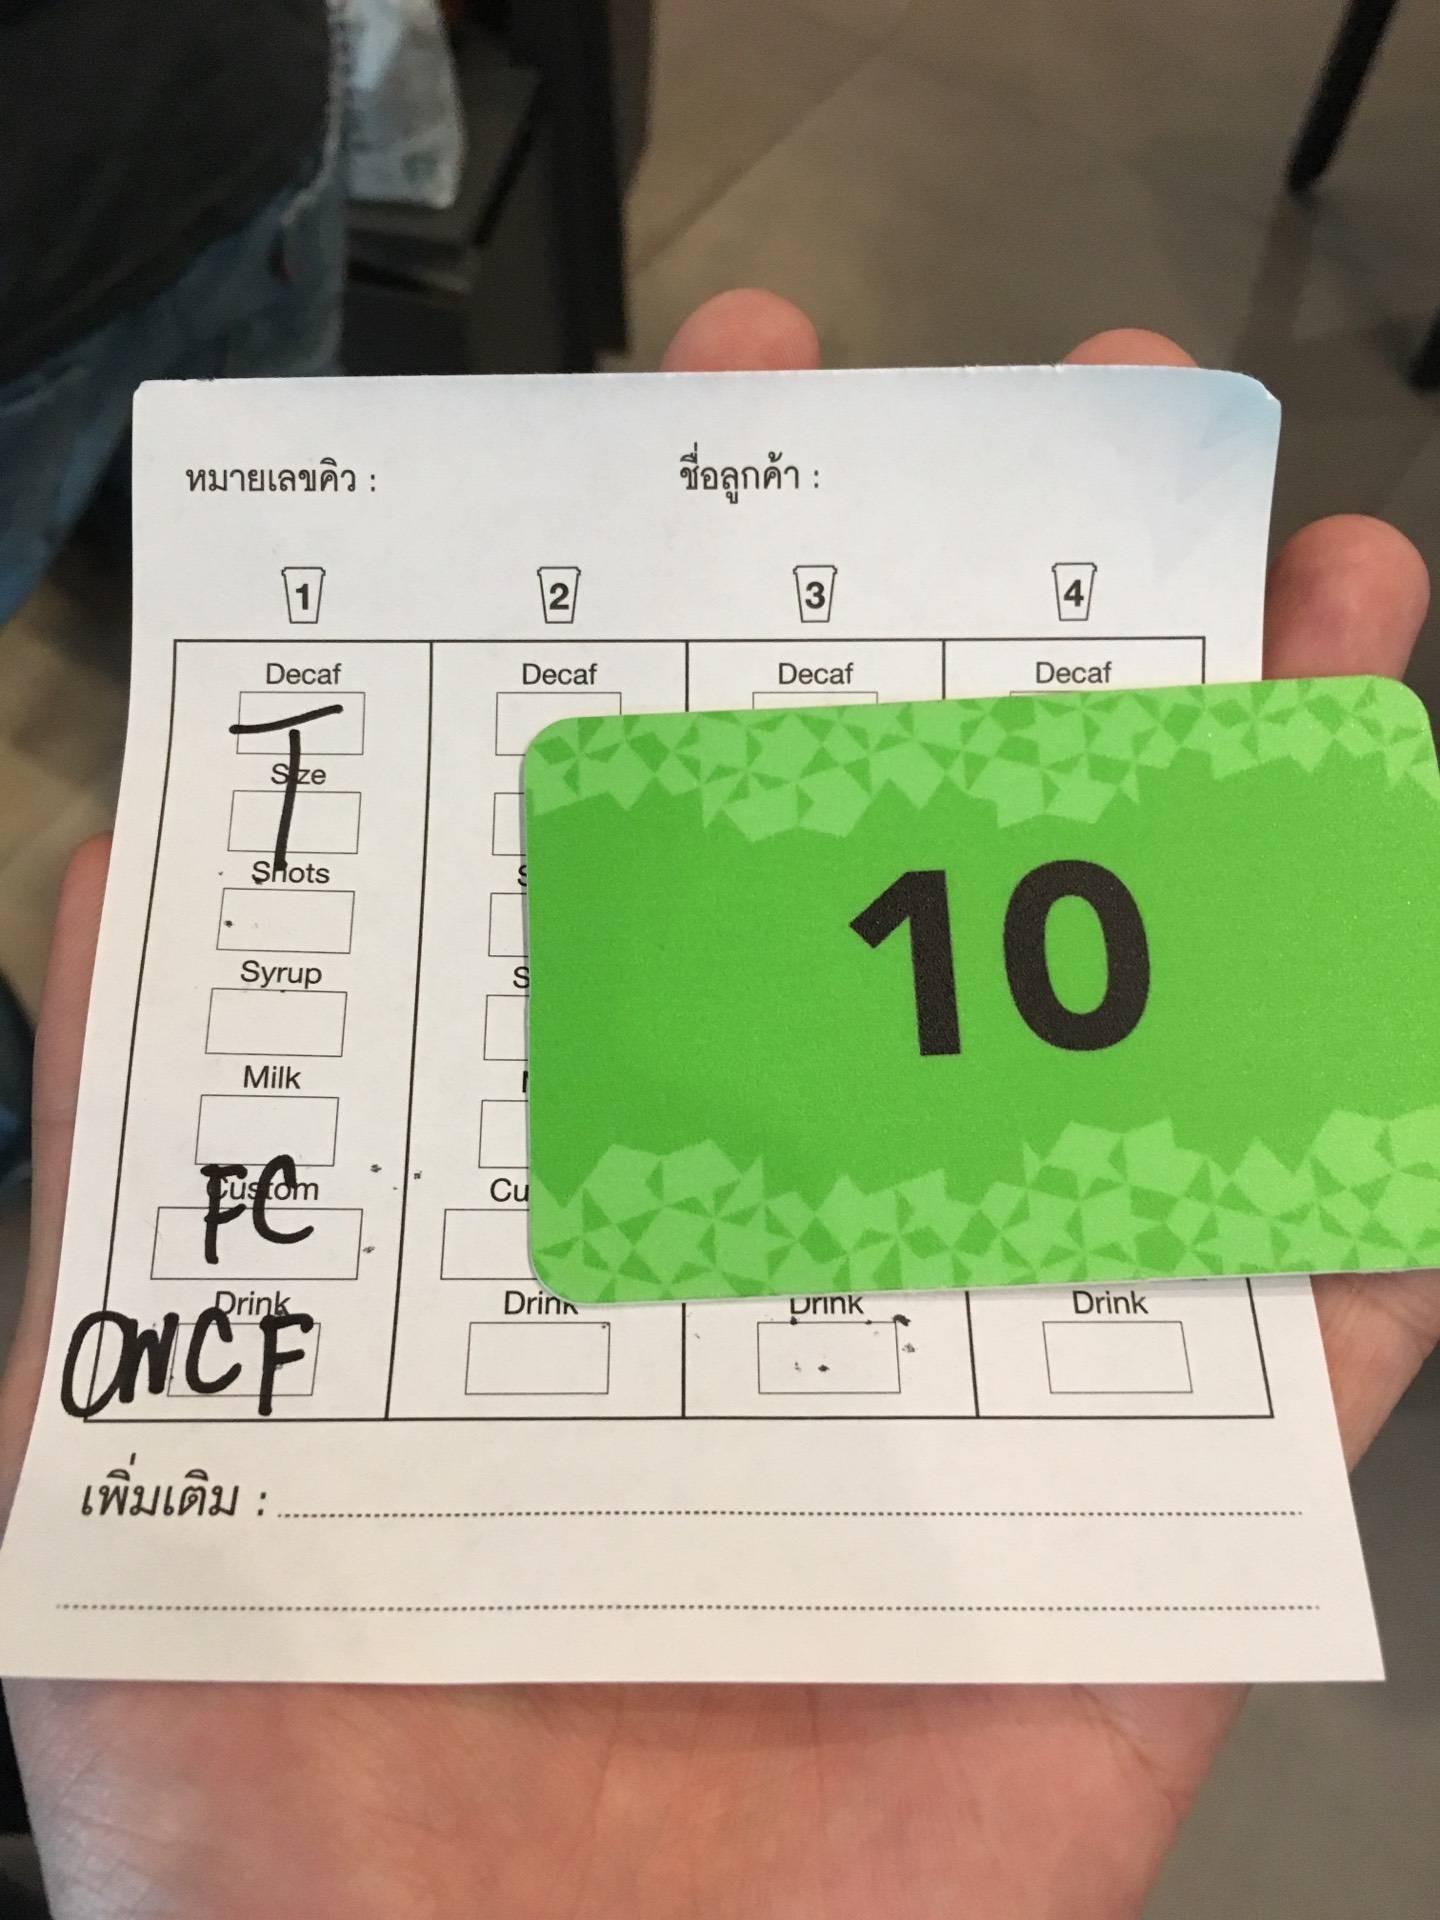 หมายเลขคิว : ชื่อลูกค้า :
1 2 3 4
Decaf Decaf Decaf Decaf
T
Size
Shots S
Syrup S
10
Milk
FC
Custom Cu
Drink Drink Drink Drink
OWCF
เพิ่มเติม :